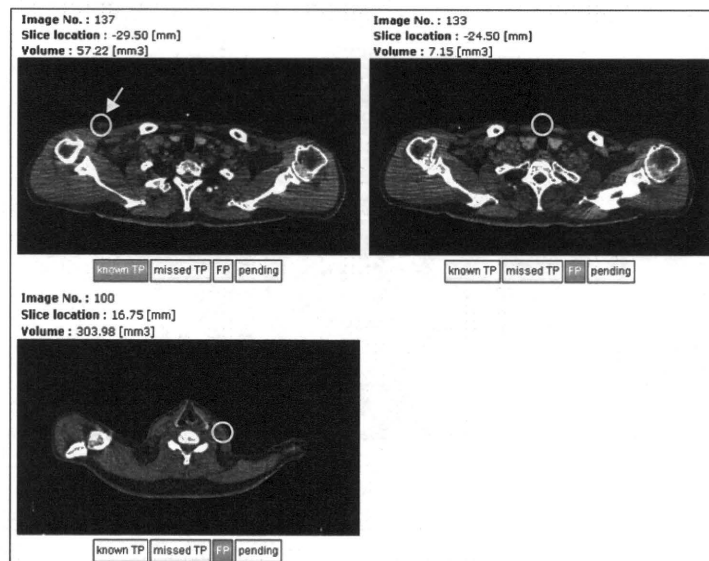 Image No. : 137
Slice location : -29.50 [mm]
Volume : 57.22 [mm3]
known TP missed TP FP pending
Image No. : 133
Slice location : -24.50 [mm]
Volume : 7.15 [mm3]
known TP missed TP FP pending
Image No. : 100
Slice location : 16.75 [mm]
Volume : 303.98 [mm3]
known TP missed TP FP pending